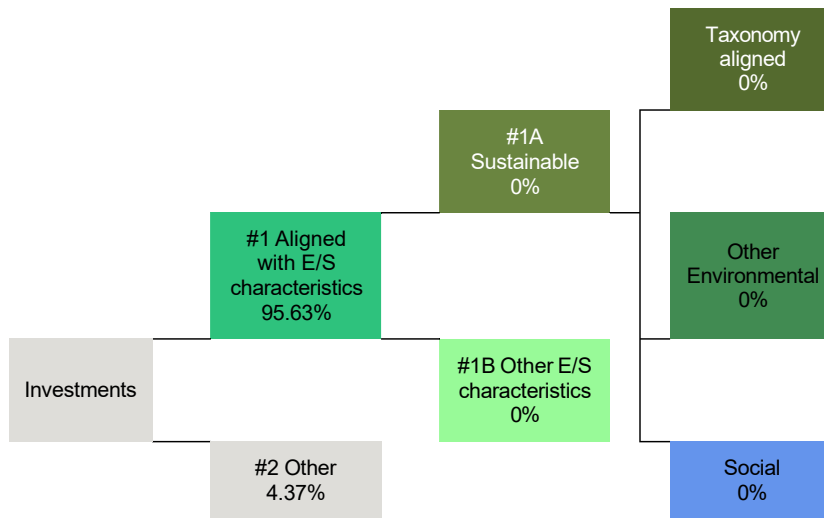 Investments
#1 Aligned
with E/S
characteristics
95.63%
#2 Other
4.37%
#1A
Sustainable
0%
#1B Other E/S
characteristics
0%
Taxonomy
aligned
0%
Other
Environmental
0%
Social
0%